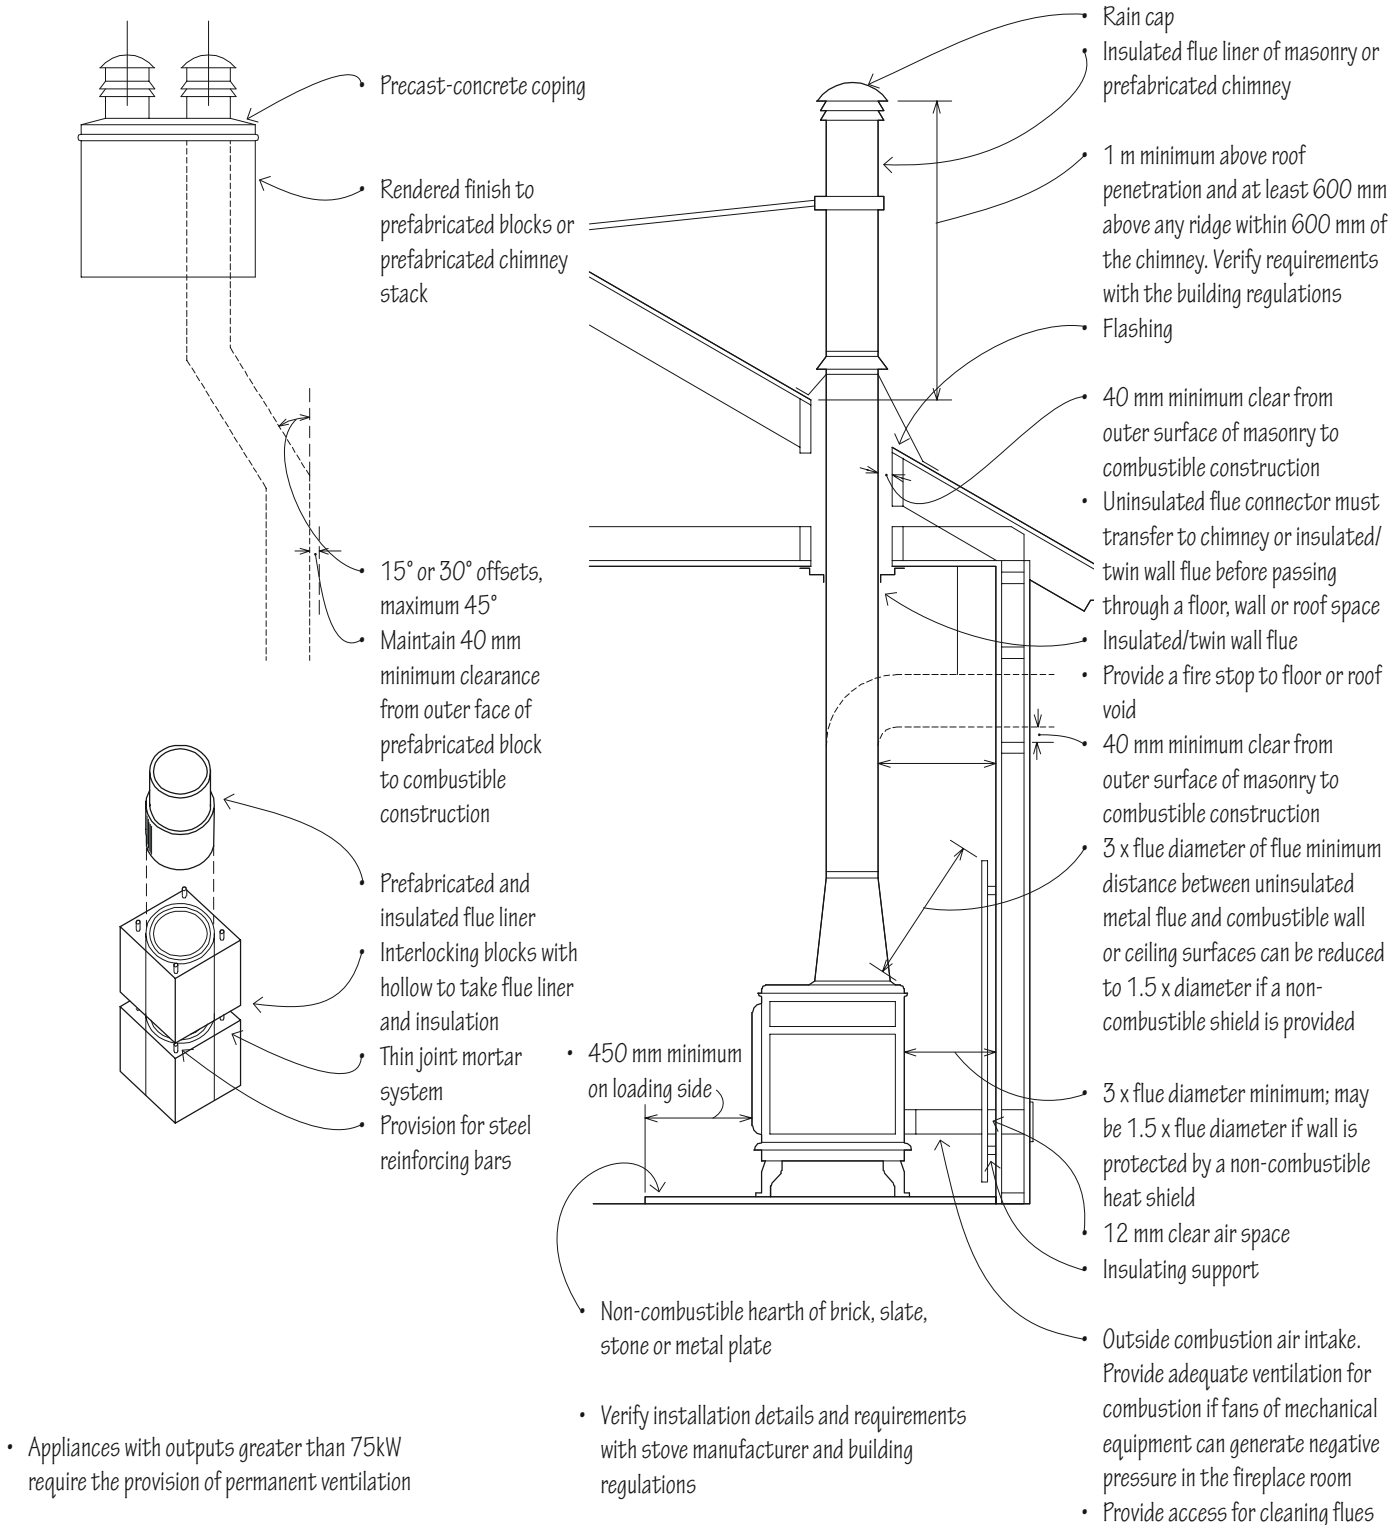 • Precast-concrete coping
• Rendered finish to
prefabricated blocks or
prefabricated chimney
stack
• 15° or 30° offsets,
maximum 45°
• Maintain 40 mm
minimum clearance
from outer face of
prefabricated block
to combustible
construction
• Prefabricated and
insulated flue liner
• Interlocking blocks with
hollow to take flue liner
and insulation
• Thin joint mortar
system
• Provision for steel
reinforcing bars
• Appliances with outputs greater than 75kW
require the provision of permanent ventilation
• 450 mm minimum
on loading side
• Non-combustible hearth of brick, slate,
stone or metal plate
• Verify installation details and requirements
with stove manufacturer and building
regulations
• Rain cap
• Insulated flue liner of masonry or
prefabricated chimney
• 1 m minimum above roof
penetration and at least 600 mm
above any ridge within 600 mm of
the chimney. Verify requirements
with the building regulations
• Flashing
• 40 mm minimum clear from
outer surface of masonry to
combustible construction
• Uninsulated flue connector must
transfer to chimney or insulated/
twin wall flue before passing
through a floor, wall or roof space
• Insulated/twin wall flue
• Provide a fire stop to floor or roof
void
• 40 mm minimum clear from
outer surface of masonry to
combustible construction
• 3 x flue diameter of flue minimum
distance between uninsulated
metal flue and combustible wall
or ceiling surfaces can be reduced
to 1.5 x diameter if a non-
combustible shield is provided
• 3 x flue diameter minimum; may
be 1.5 x flue diameter if wall is
protected by a non-combustible
heat shield
• 12 mm clear air space
• Insulating support
• Outside combustion air intake.
Provide adequate ventilation for
combustion if fans of mechanical
equipment can generate negative
pressure in the fireplace room
• Provide access for cleaning flues